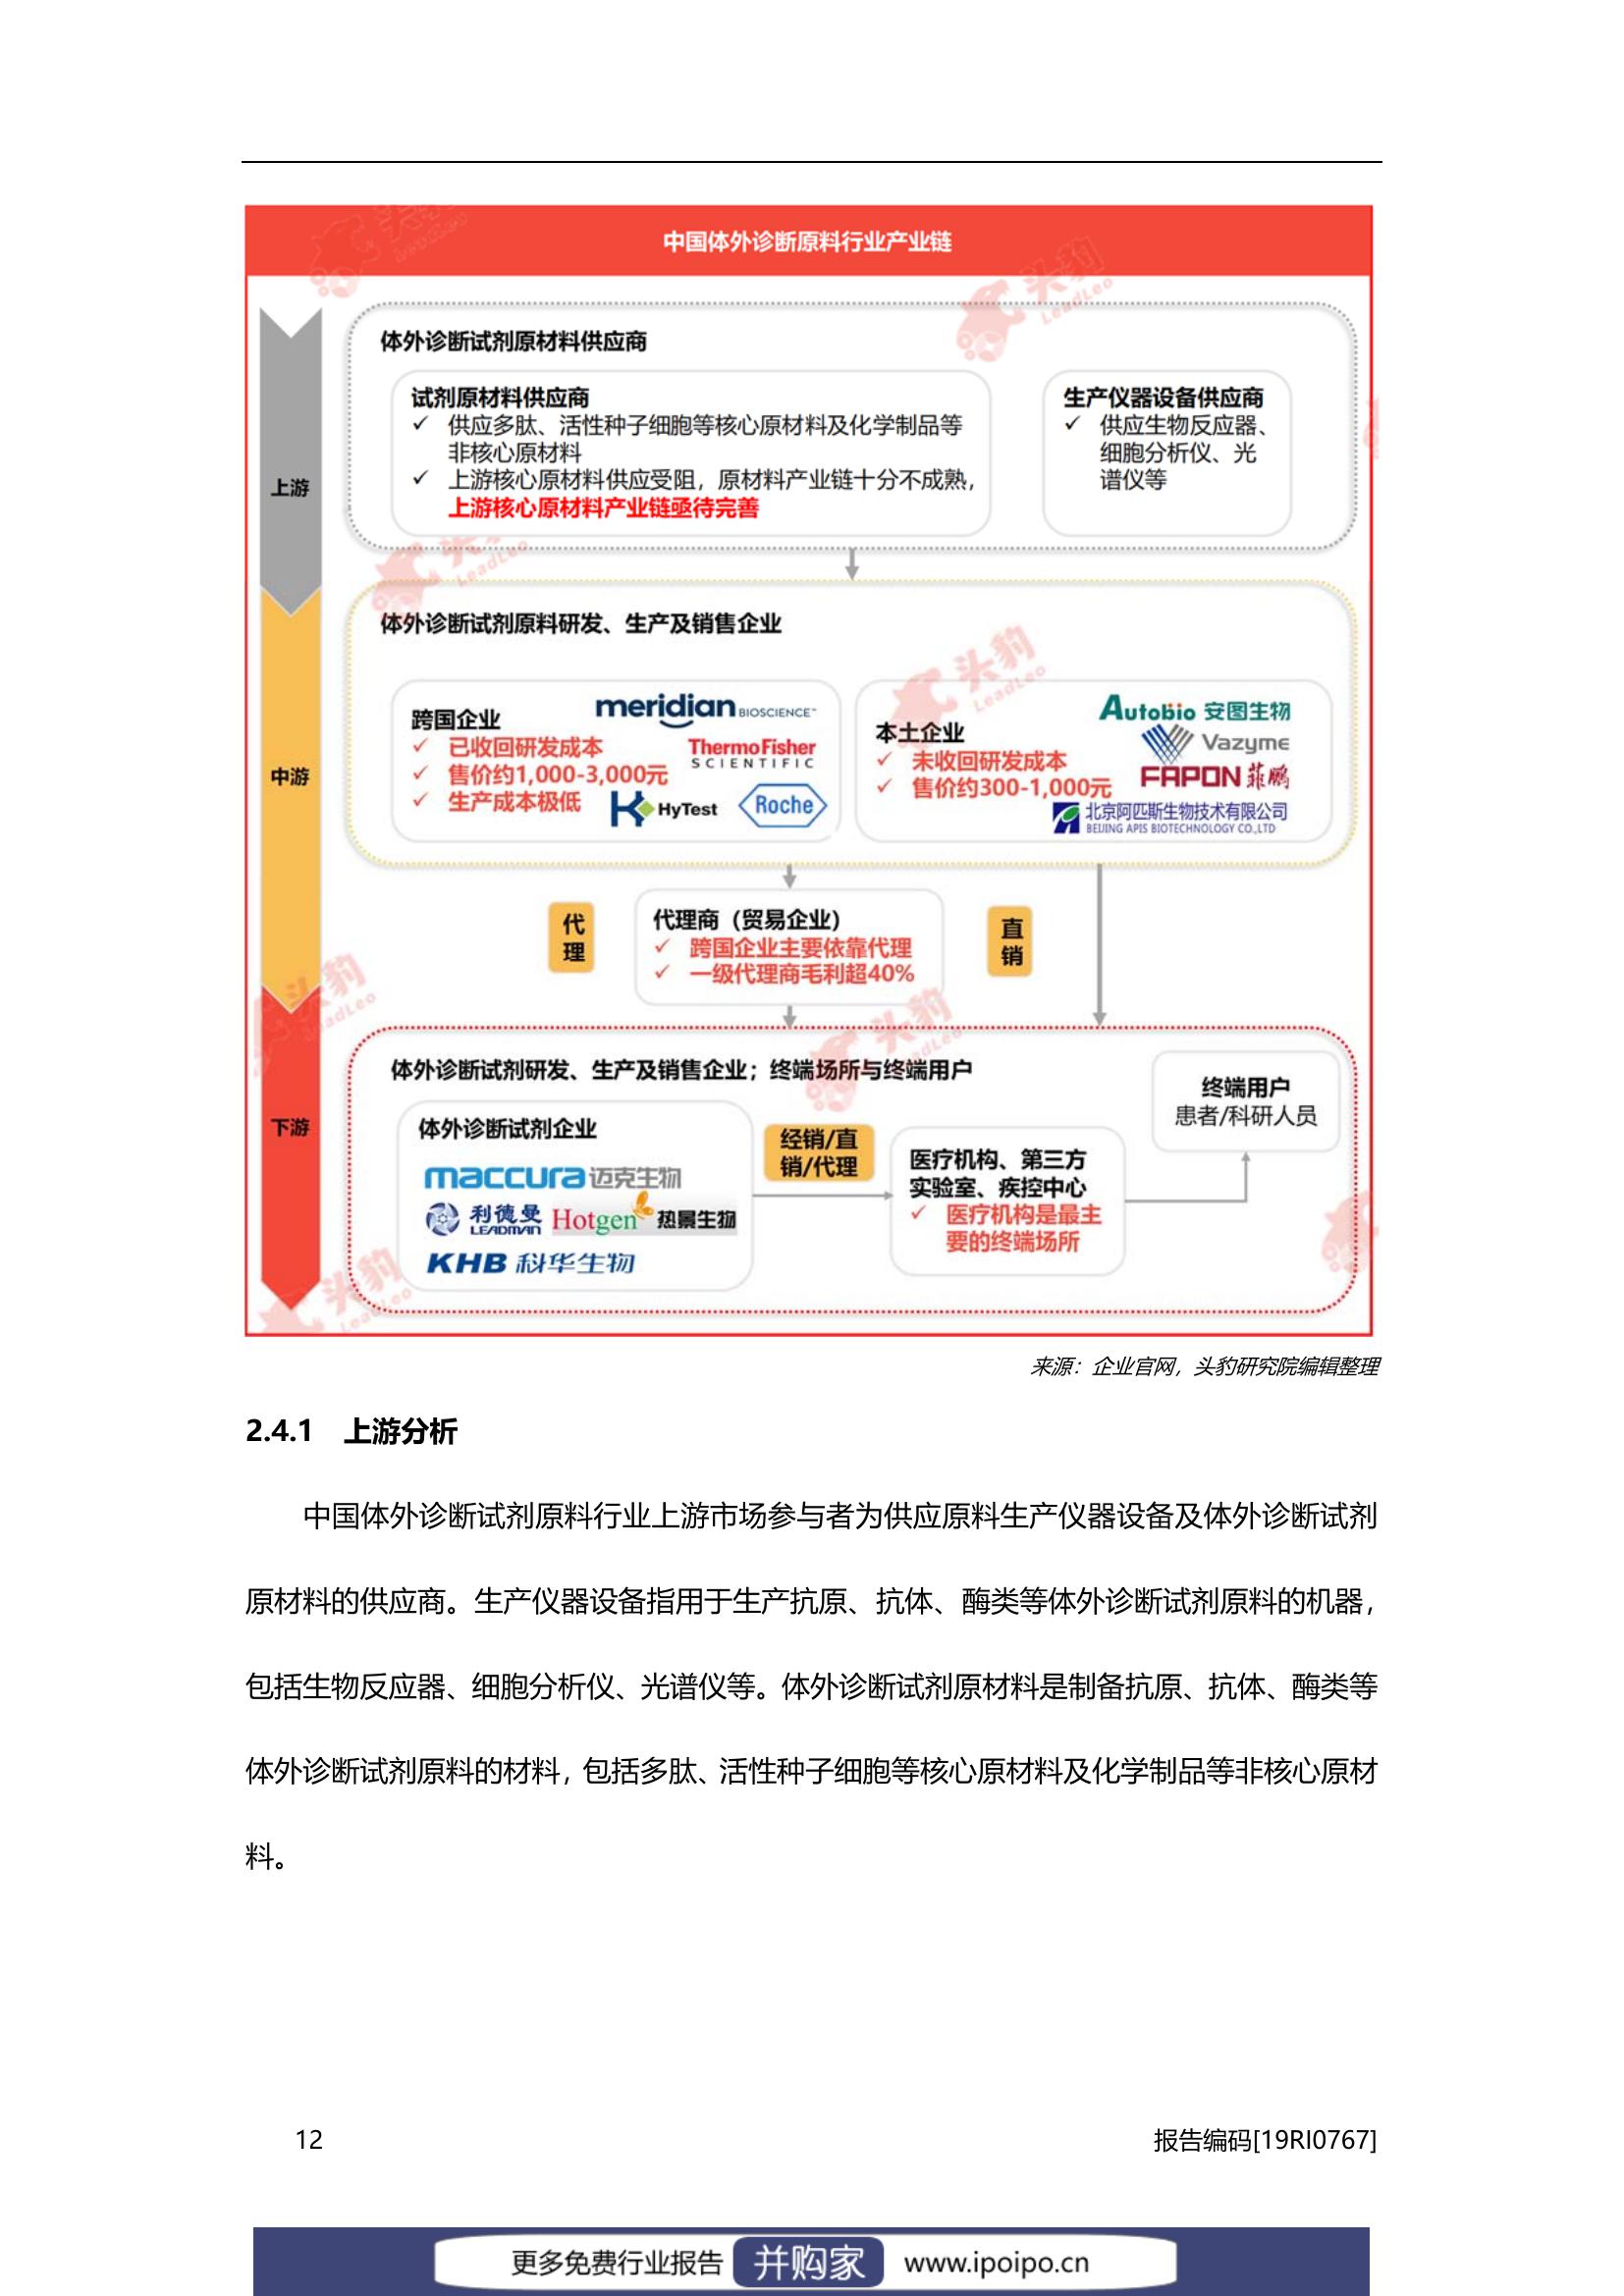 中国体外诊断原料行业产业链
上游
体外诊断试剂原材料供应商
试剂原材料供应商
✓ 供应多肽、活性种子细胞等核心原材料及化学制品等
非核心原材料
✓ 上游核心原材料供应受阻，原材料产业链十分不成熟，
上游核心原材料产业链亟待完善
生产仪器设备供应商
✓ 供应生物反应器、
细胞分析仪、光
谱仪等
中游
体外诊断试剂原料研发、生产及销售企业
跨国企业
✓ 已收回研发成本
✓ 售价约1,000-3,000元
✓ 生产成本极低
meridian BIOSCIENCE™
ThermoFisher
SCIENTIFIC
HyTest
Roche
本土企业
✓ 未收回研发成本
✓ 售价约300-1,000元
Autobio 安图生物
Vazyme
FAPON 菲鹏
北京阿匹斯生物技术有限公司
BEIJING APIS BIOTECHNOLOGY CO.,LTD
代
理
代理商（贸易企业）
✓ 跨国企业主要依靠代理
✓ 一级代理商毛利超40%
直
销
下游
体外诊断试剂研发、生产及销售企业；终端场所与终端用户
体外诊断试剂企业
maccura 迈克生物
利德曼
LEADMAN
Hotgen 热景生物
KHB 科华生物
经销/直
销/代理
医疗机构、第三方
实验室、疾控中心
✓ 医疗机构是最主
要的终端场所
终端用户
患者/科研人员
头豹
LeadLeo
来源：企业官网，头豹研究院编辑整理
2.4.1 上游分析
中国体外诊断试剂原料行业上游市场参与者为供应原料生产仪器设备及体外诊断试剂
原材料的供应商。生产仪器设备指用于生产抗原、抗体、酶类等体外诊断试剂原料的机器，
包括生物反应器、细胞分析仪、光谱仪等。体外诊断试剂原材料是制备抗原、抗体、酶类等
体外诊断试剂原料的材料，包括多肽、活性种子细胞等核心原材料及化学制品等非核心原材
料。
12
报告编码[19RI0767]
更多免费行业报告 并购家 www.ipoipo.cn